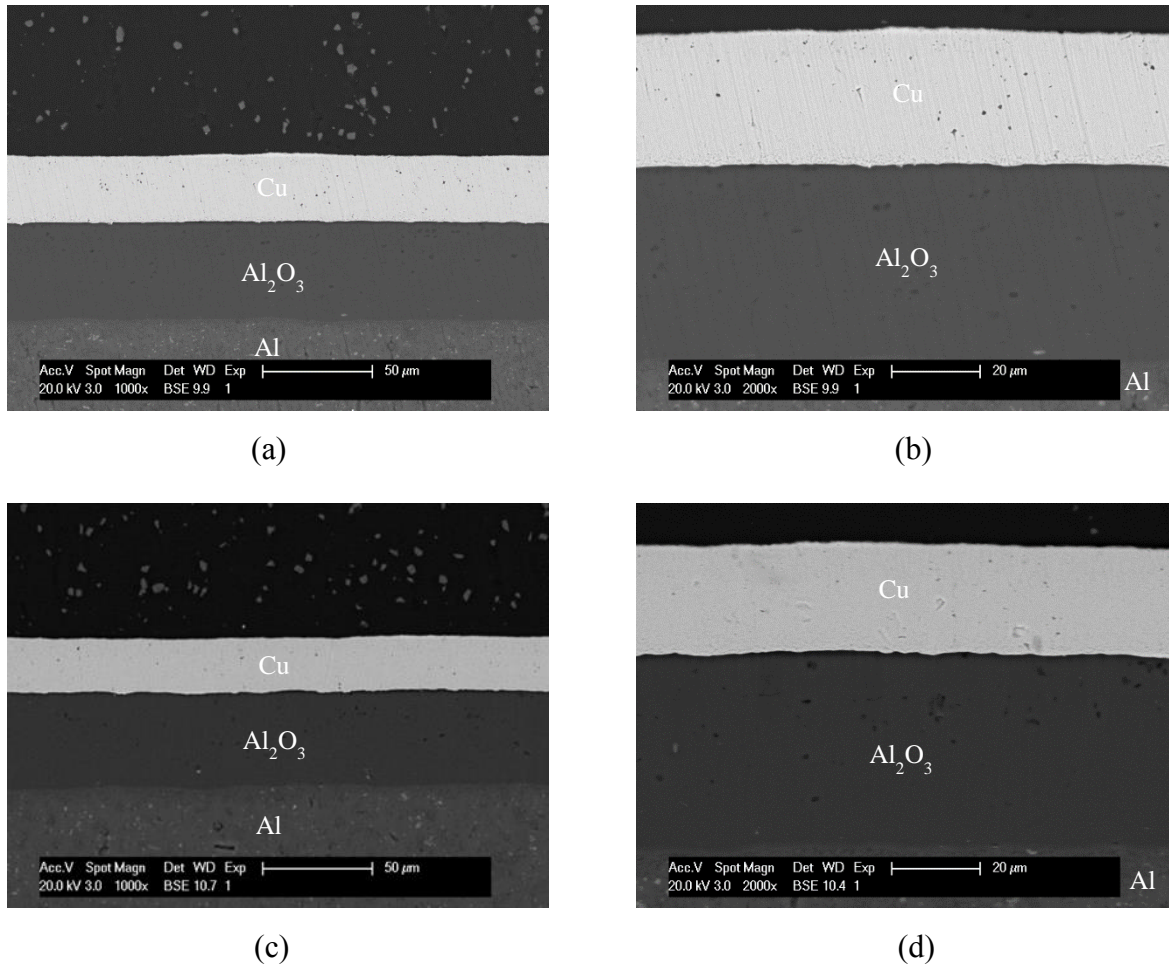 Cu
Al₂O₃
Al
Acc.V Spot Magn Det WD Exp 50 μm
20.0 kV 3.0 1000x BSE 9.9 1
(a)
Cu
Al₂O₃
Al
Acc.V Spot Magn Det WD Exp 20 μm
20.0 kV 3.0 2000x BSE 9.9 1
(b)
Cu
Al₂O₃
Al
Acc.V Spot Magn Det WD Exp 50 μm
20.0 kV 3.0 1000x BSE 10.7 1
(c)
Cu
Al₂O₃
Al
Acc.V Spot Magn Det WD Exp 20 μm
20.0 kV 3.0 2000x BSE 10.4 1
(d)